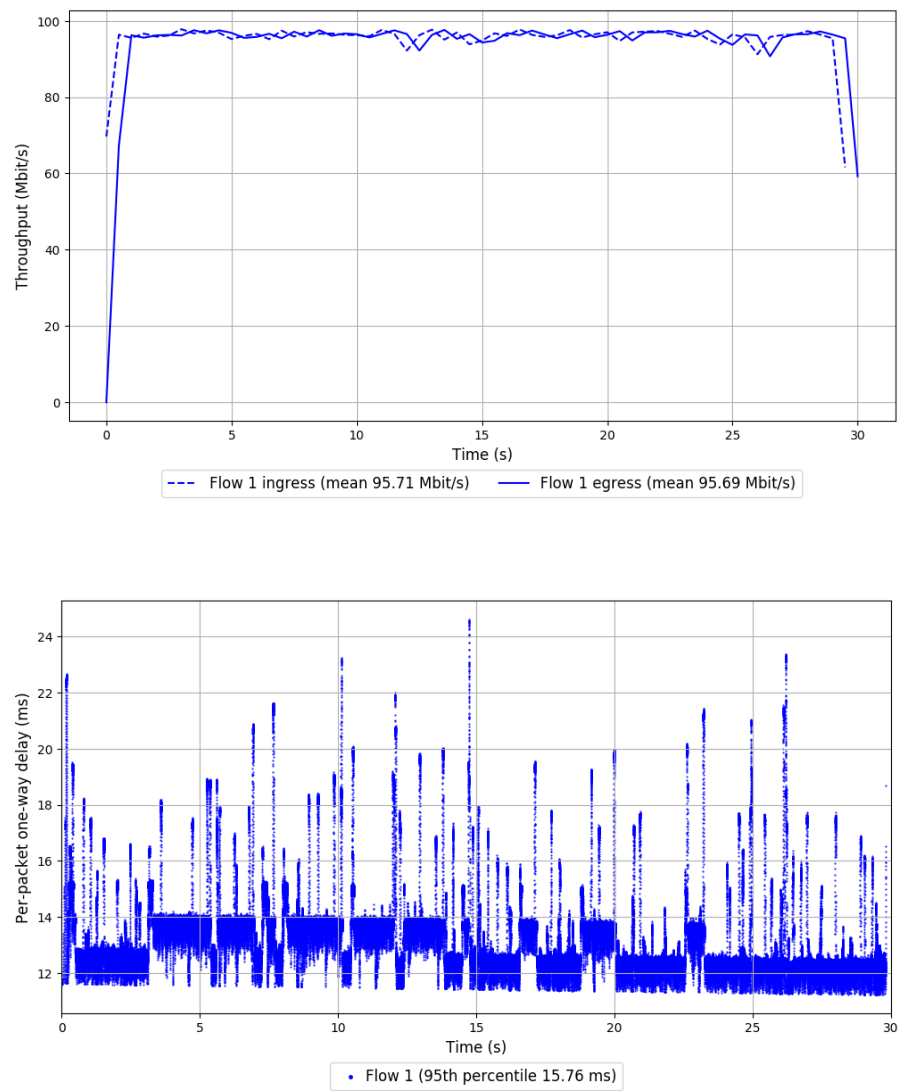 100
80
60
40
20
0
Throughput (Mbit/s)
0 5 10 15 20 25 30
Time (s)
Flow 1 ingress (mean 95.71 Mbit/s) Flow 1 egress (mean 95.69 Mbit/s)
24
22
20
18
16
14
12
Per-packet one-way delay (ms)
0 5 10 15 20 25 30
Time (s)
Flow 1 (95th percentile 15.76 ms)